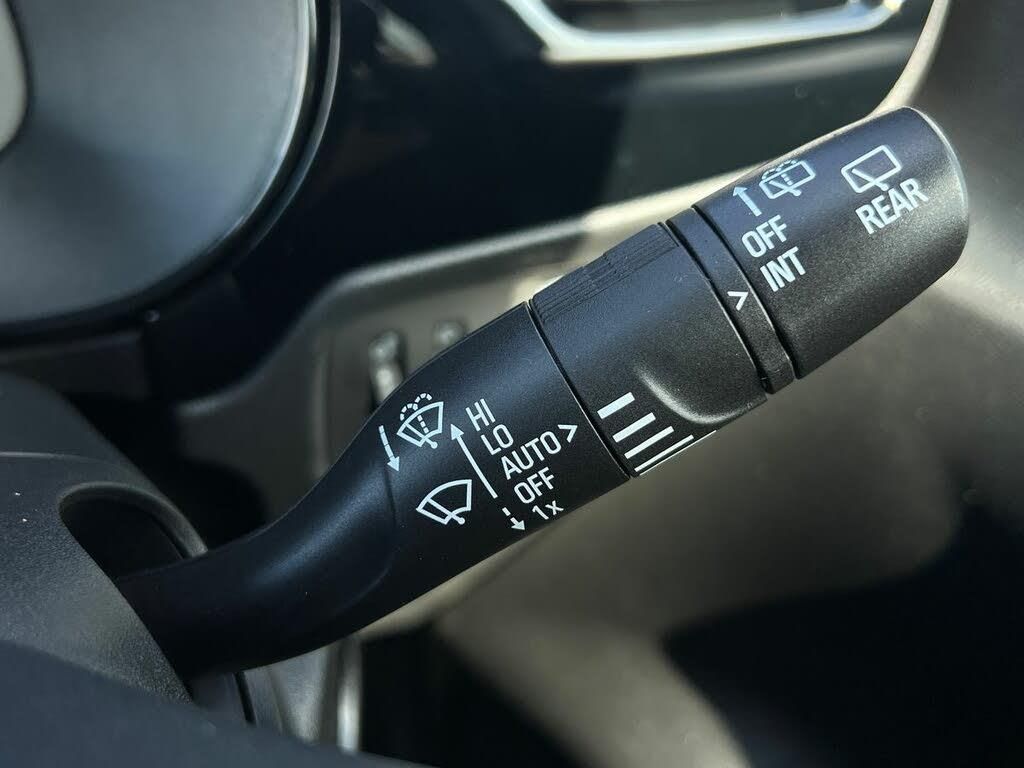 HI
LO
AUTO >
OFF
1x
OFF
INT
>
REAR